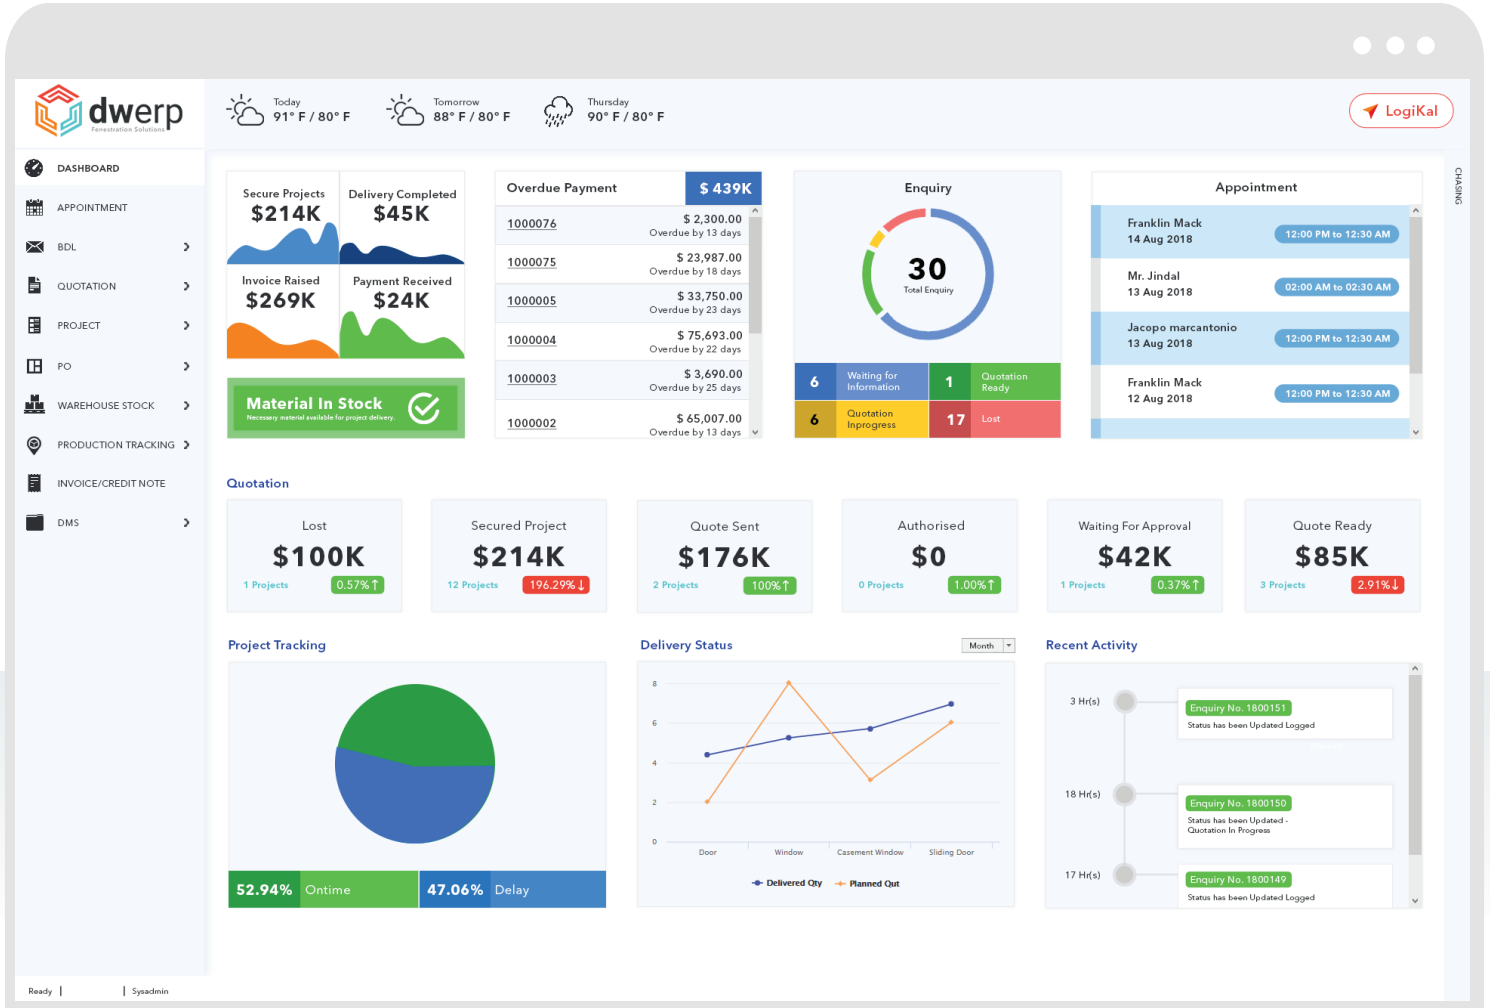 dwerp
Fenestration Solutions
Today
91° F / 80° F
Tomorrow
88° F / 80° F
Thursday
90° F / 80° F
LogiKal
CHASING
DASHBOARD
APPOINTMENT
BDL
QUOTATION
PROJECT
PO
WAREHOUSE STOCK
PRODUCTION TRACKING
INVOICE/CREDIT NOTE
DMS
Secure Projects
$214K
Delivery Completed
$45K
Invoice Raised
$269K
Payment Received
$24K
Material In Stock
Necessary material available for project delivery.
Overdue Payment
$ 439K
1000076
$ 2,300.00
Overdue by 13 days
1000075
$ 23,987.00
Overdue by 18 days
1000005
$ 33,750.00
Overdue by 23 days
1000004
$ 75,693.00
Overdue by 22 days
1000003
$ 3,690.00
Overdue by 25 days
1000002
$ 65,007.00
Overdue by 13 days
Enquiry
30
Total Enquiry
6
Waiting for
Information
1
Quotation
Ready
6
Quotation
Inprogress
17
Lost
Appointment
Franklin Mack
14 Aug 2018
12:00 PM to 12:30 AM
Mr. Jindal
13 Aug 2018
02:00 AM to 02:30 AM
Jacopo marcantonio
13 Aug 2018
12:00 PM to 12:30 AM
Franklin Mack
12 Aug 2018
12:00 PM to 12:30 AM
Quotation
Lost
$100K
1 Projects
0.57%↑
Secured Project
$214K
12 Projects
196.29%↓
Quote Sent
$176K
2 Projects
100%↑
Authorised
$0
0 Projects
1.00%↑
Waiting For Approval
$42K
1 Projects
0.37%↑
Quote Ready
$85K
3 Projects
2.91%↓
Project Tracking
52.94%
Ontime
47.06%
Delay
Delivery Status
Month
8
6
4
2
0
Door
Window
Casement Window
Sliding Door
Delivered Qty
Planned Qut
Recent Activity
3 Hr(s)
Enquiry No. 1800151
Status has been Updated Logged
18 Hr(s)
Enquiry No. 1800150
Status has been Updated -
Quotation In Progress
17 Hr(s)
Enquiry No. 1800149
Status has been Updated Logged
Ready
Sysadmin